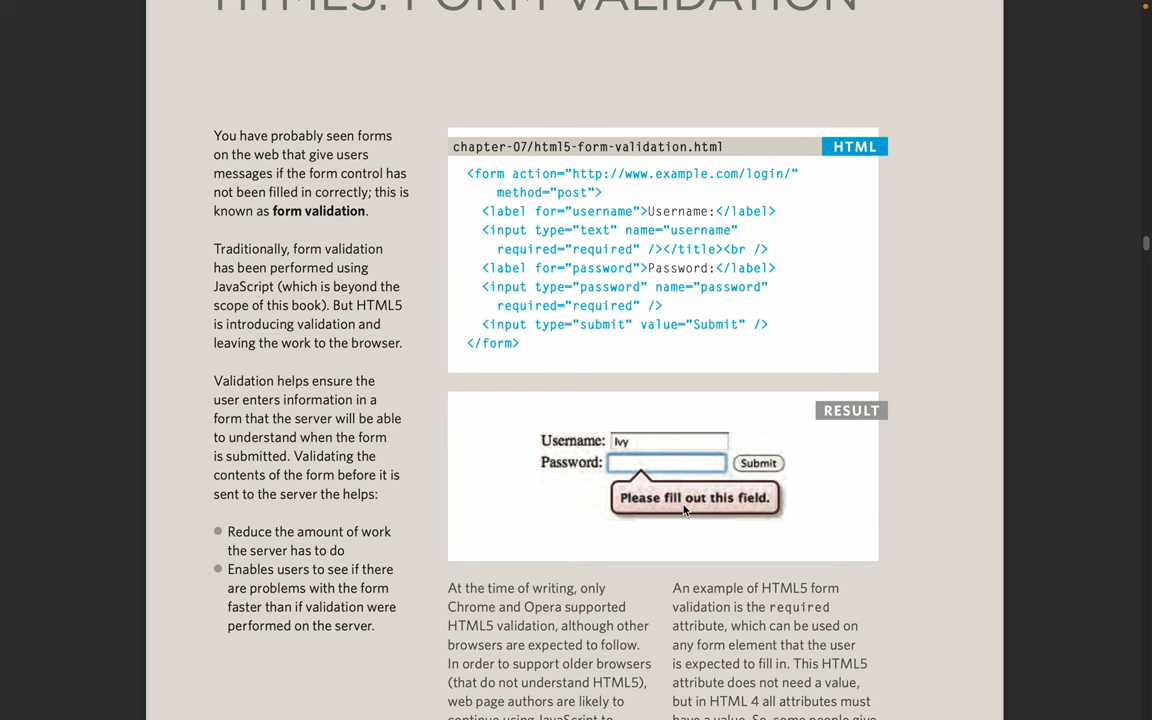 HTML5: FORM VALIDATION
You have probably seen forms
on the web that give users
messages if the form control has
not been filled in correctly; this is
known as form validation.
Traditionally, form validation
has been performed using
JavaScript (which is beyond the
scope of this book). But HTML5
is introducing validation and
leaving the work to the browser.
Validation helps ensure the
user enters information in a
form that the server will be able
to understand when the form
is submitted. Validating the
contents of the form before it is
sent to the server the helps:
Reduce the amount of work
the server has to do
Enables users to see if there
are problems with the form
faster than if validation were
performed on the server.
chapter-07/html5-form-validation.html HTML
<form action="http://www.example.com/login/"
method="post">
<label for="username">Username:</label>
<input type="text" name="username"
required="required" /></title><br />
<label for="password">Password:</label>
<input type="password" name="password"
required="required" />
<input type="submit" value="Submit" />
</form>
RESULT
Username: Ivy
Password: Submit
Please fill out this field.
At the time of writing, only
Chrome and Opera supported
HTML5 validation, although other
browsers are expected to follow.
In order to support older browsers
(that do not understand HTML5),
web page authors are likely to
continue using JavaScript to
An example of HTML5 form
validation is the required
attribute, which can be used on
any form element that the user
is expected to fill in. This HTML5
attribute does not need a value,
but in HTML 4 all attributes must
have a value. So, some people give